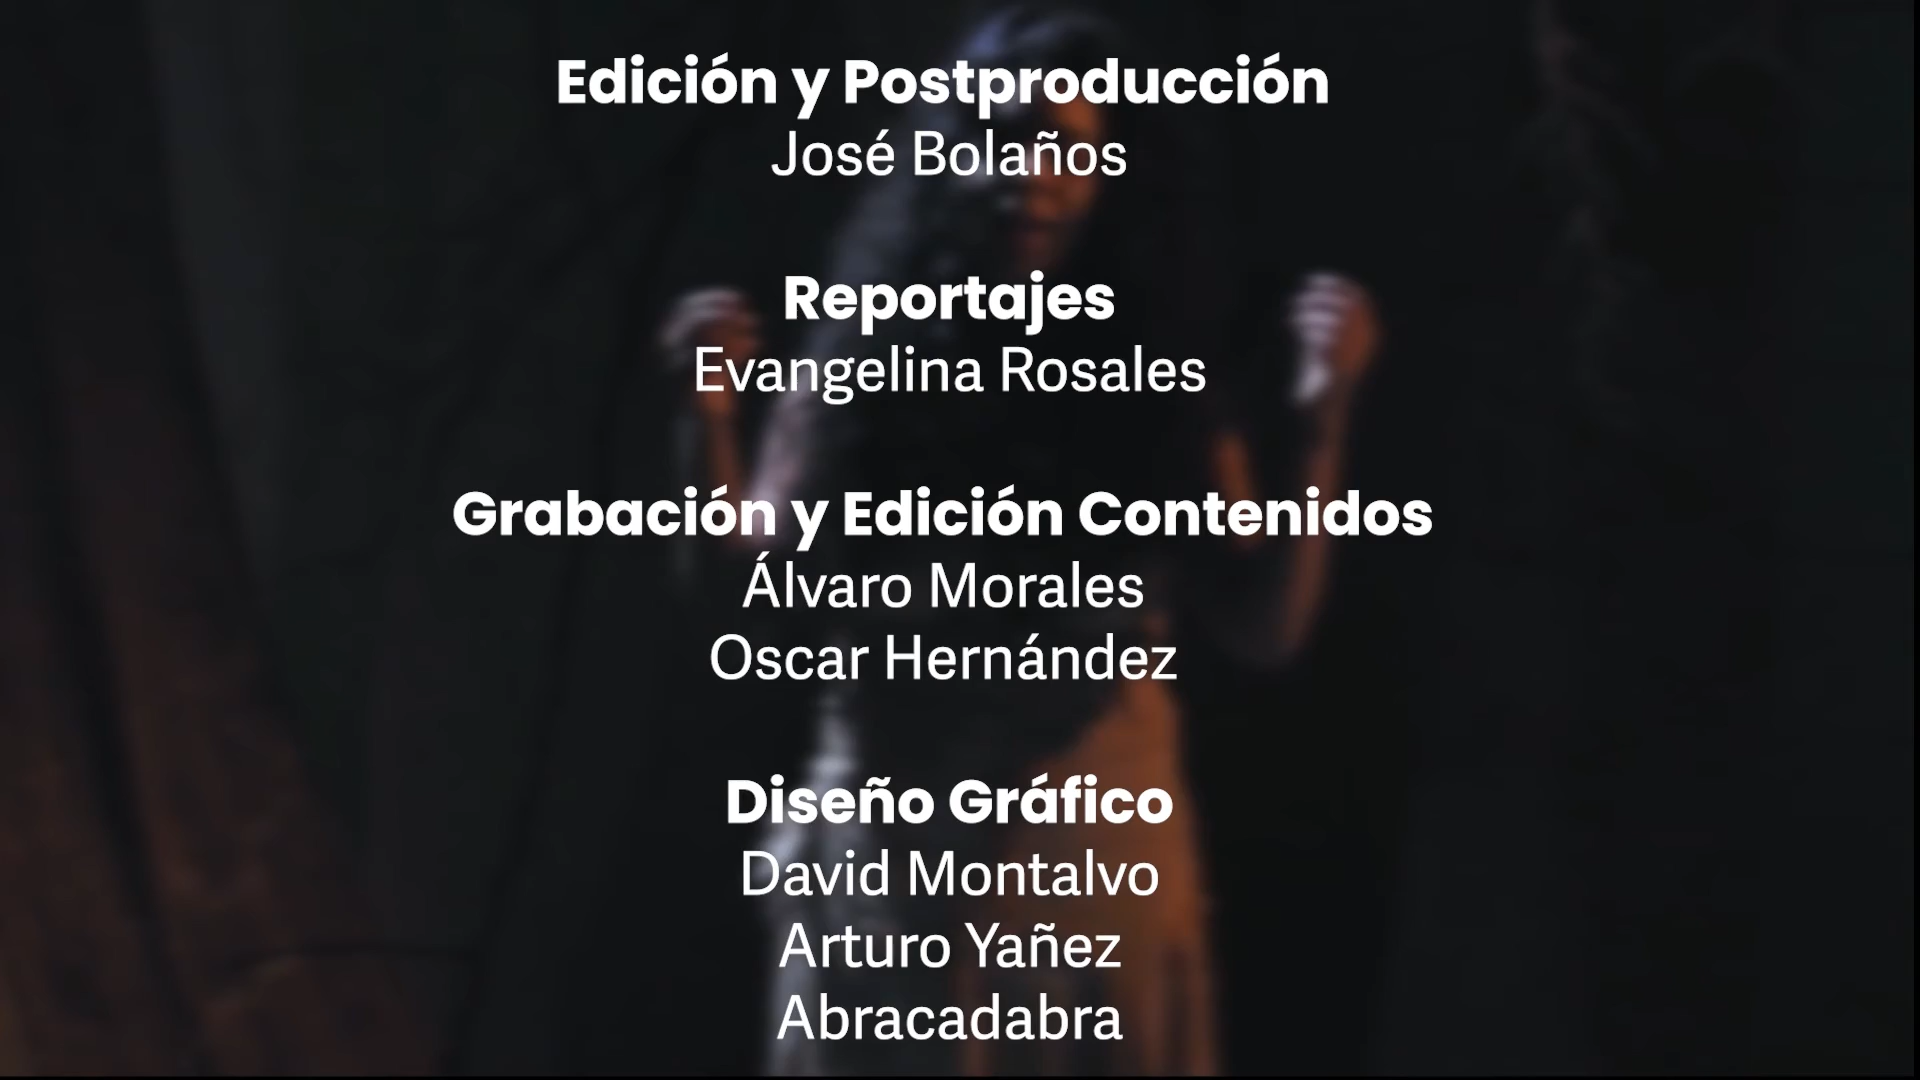 Edición y Postproducción
José Bolaños
Reportajes
Evangelina Rosales
Grabación y Edición Contenidos
Álvaro Morales
Oscar Hernández
Diseño Gráfico
David Montalvo
Arturo Yañez
Abracadabra